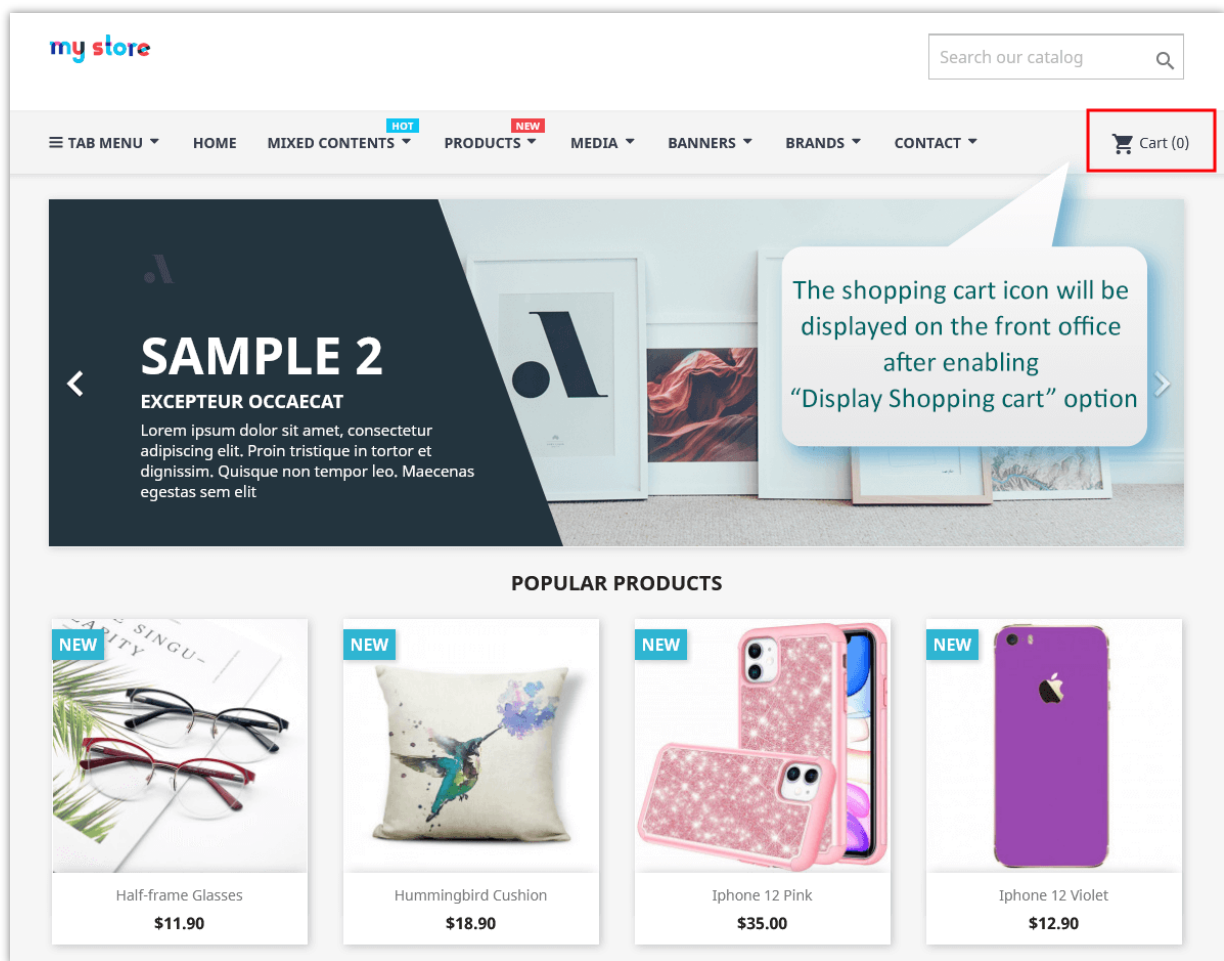 my store
Search our catalog
TAB MENU
HOME
HOT
MIXED CONTENTS
NEW
PRODUCTS
MEDIA
BANNERS
BRANDS
CONTACT
Cart (0)
The shopping cart icon will be
displayed on the front office
after enabling
“Display Shopping cart” option
SAMPLE 2
EXCEPTEUR OCCAECAT
Lorem ipsum dolor sit amet, consectetur
adipiscing elit. Proin tristique in tortor et
dignissim. Quisque non tempor leo. Maecenas
egestas sem elit
POPULAR PRODUCTS
NEW
SINGU-
Half-frame Glasses
$11.90
NEW
Hummingbird Cushion
$18.90
NEW
Iphone 12 Pink
$35.00
NEW
Iphone 12 Violet
$12.90